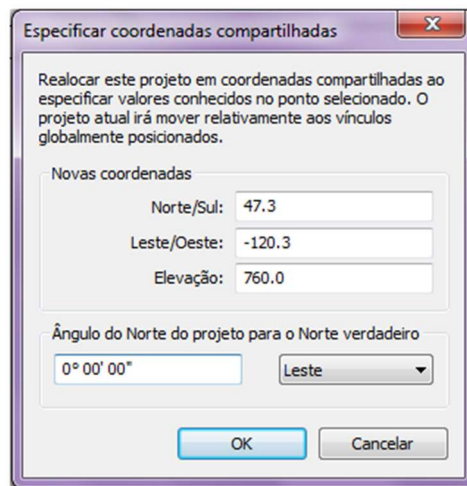 Especificar coordenadas compartilhadas
Realocar este projeto em coordenadas compartilhadas ao
especificar valores conhecidos no ponto selecionado. O
projeto atual irá mover relativamente aos vínculos
globalmente posicionados.
Novas coordenadas
Norte/Sul: 47.3
Leste/Oeste: -120.3
Elevação: 760.0
Ângulo do Norte do projeto para o Norte verdadeiro
0° 00' 00" Leste
OK Cancelar